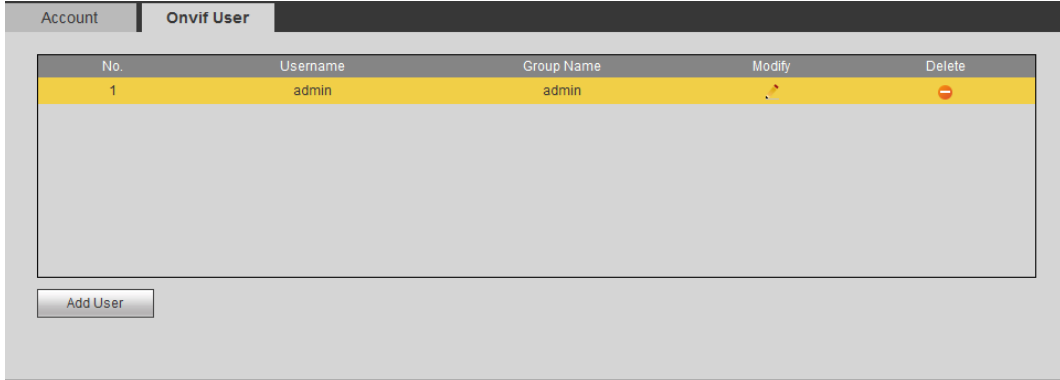 Account Onvif User
No. Username Group Name Modify Delete
1 admin admin
Add User